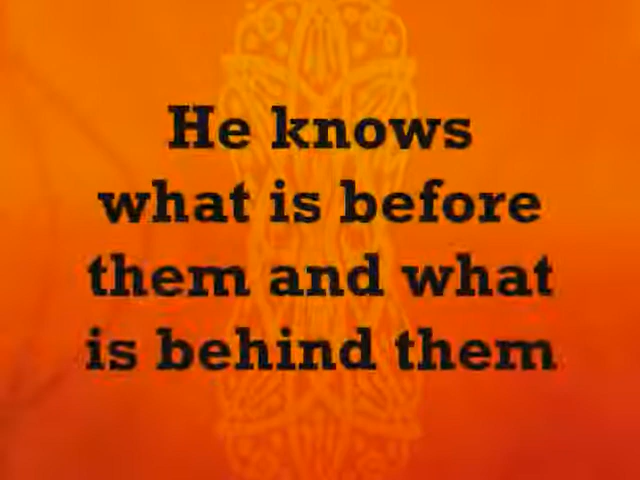 He knows
what is before
them and what
is behind them